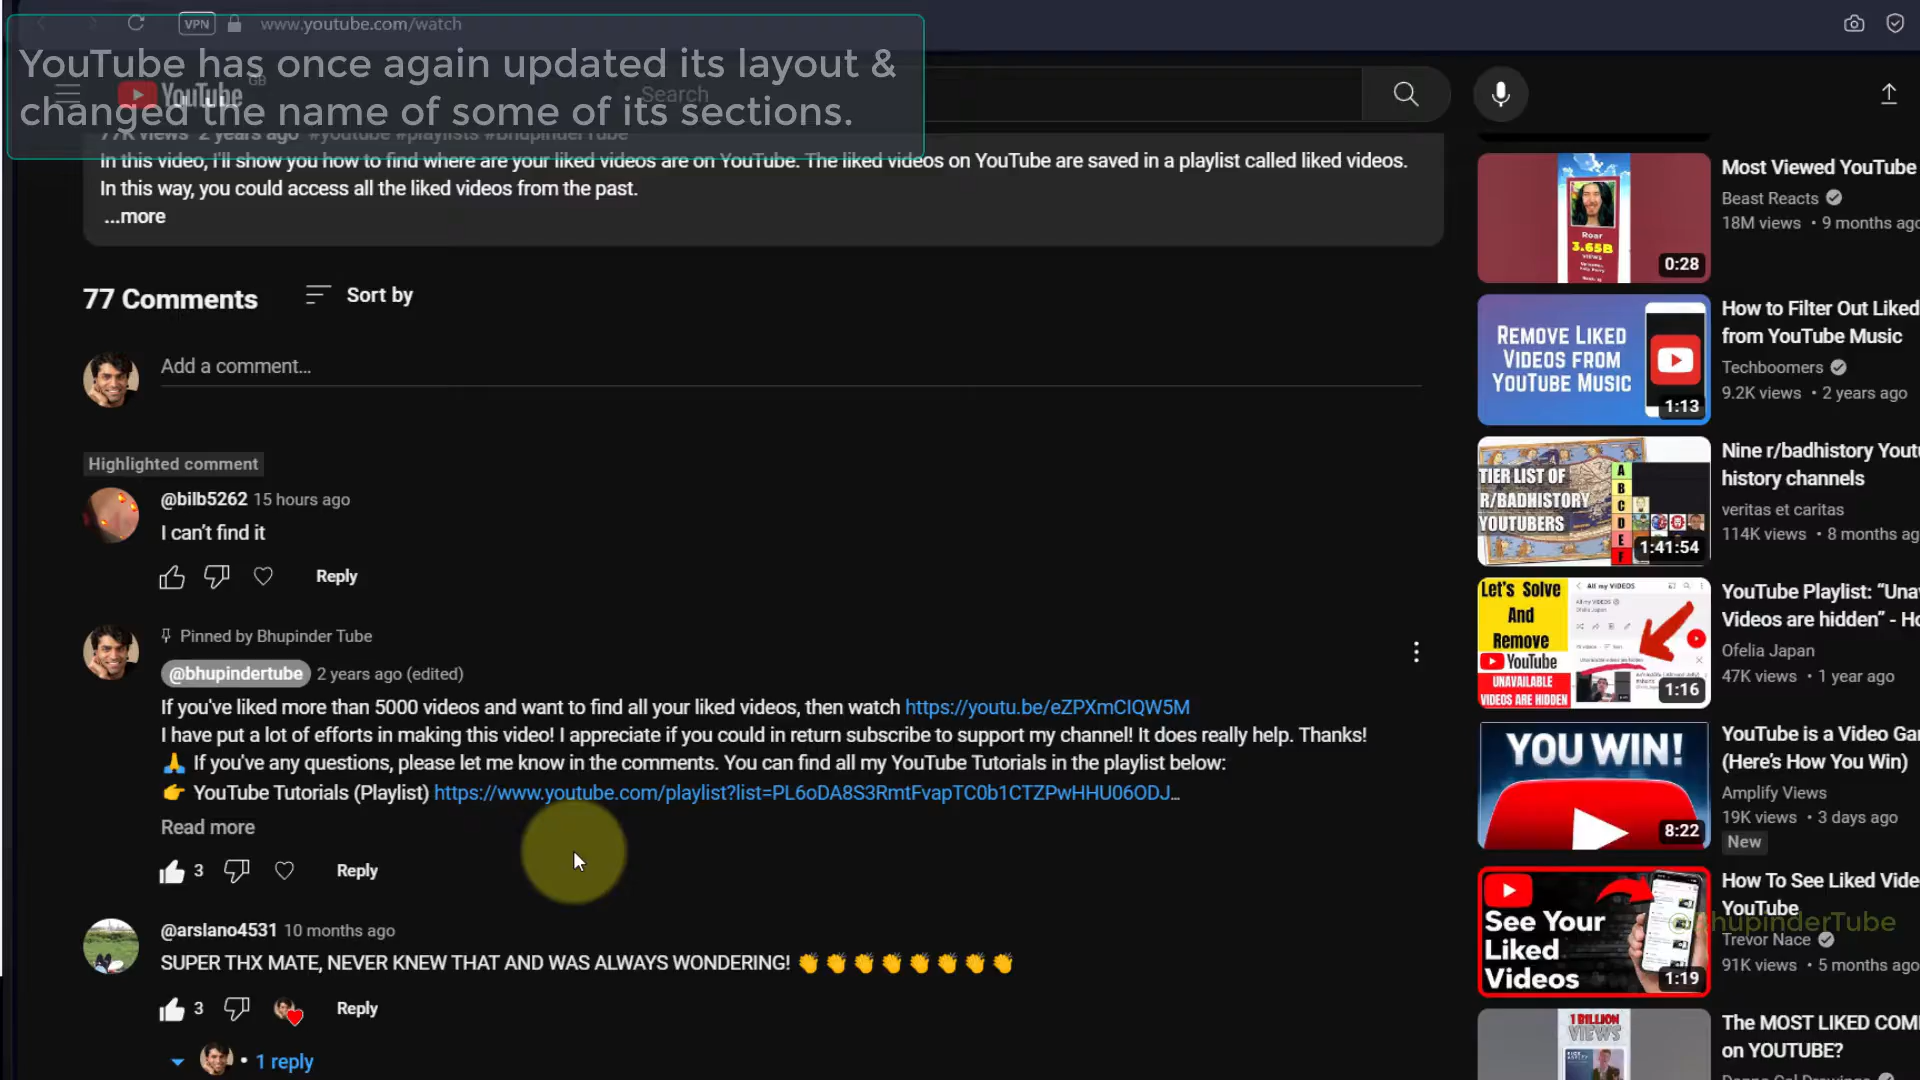 VPN
www.youtube.com/watch
YouTube has once again updated its layout &
changed the name of some of its sections.
YouTube
GB
Search
77K views 2 years ago #youtube #playlists #BhupinderTube
In this video, I'll show you how to find where are your liked videos are on YouTube. The liked videos on YouTube are saved in a playlist called liked videos.
In this way, you could access all the liked videos from the past.
...more
77 Comments
Sort by
Add a comment...
Highlighted comment
@bilb5262 15 hours ago
I can't find it
Reply
Pinned by Bhupinder Tube
@bhupindertube 2 years ago (edited)
If you've liked more than 5000 videos and want to find all your liked videos, then watch https://youtu.be/eZPXmCIQW5M
I have put a lot of efforts in making this video! I appreciate if you could in return subscribe to support my channel! It does really help. Thanks!
🙏 If you've any questions, please let me know in the comments. You can find all my YouTube Tutorials in the playlist below:
👉 YouTube Tutorials (Playlist) https://www.youtube.com/playlist?list=PL6oDA8S3RmtFvapTC0b1CTZPwHHU06ODJ...
Read more
3
Reply
@arslano4531 10 months ago
SUPER THX MATE, NEVER KNEW THAT AND WAS ALWAYS WONDERING! 👏👏👏👏👏👏👏👏
3
Reply
• 1 reply
Roar
3.65B
VIEWS
0:28
Most Viewed YouTube
Beast Reacts
18M views • 9 months ago
REMOVE LIKED
VIDEOS FROM
YOUTUBE MUSIC
1:13
How to Filter Out Liked
from YouTube Music
Techboomers
9.2K views • 2 years ago
TIER LIST OF
R/BADHISTORY
YOUTUBERS
A
B
C
D
E
F
1:41:54
Nine r/badhistory Youtu
history channels
veritas et caritas
114K views • 8 months ag
Let's Solve
And
Remove
YouTube
UNAVAILABLE
VIDEOS ARE HIDDEN
All my VIDEOS
1:16
YouTube Playlist: “Una
Videos are hidden” - Ho
Ofelia Japan
47K views • 1 year ago
YOU WIN!
8:22
YouTube is a Video Ga
(Here's How You Win)
Amplify Views
19K views • 3 days ago
New
See Your
Liked
Videos
1:19
How To See Liked Vide
YouTube
@BhupinderTube
Trevor Nace
91K views • 5 months ago
1 BILLION
VIEWS
The MOST LIKED COM
on YOUTUBE?